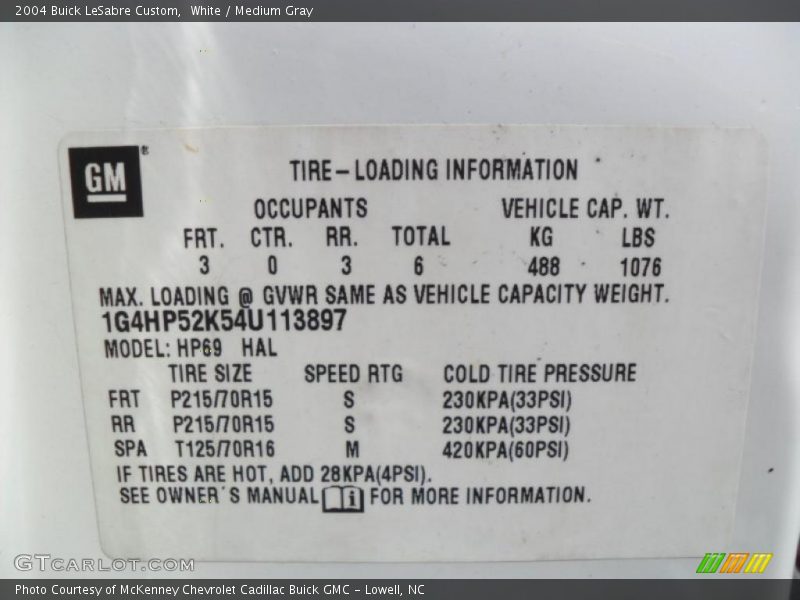 2004 Buick LeSabre Custom,  White / Medium Gray
GM®
TIRE-LOADING INFORMATION
OCCUPANTS VEHICLE CAP. WT.
FRT. CTR. RR. TOTAL KG LBS
3 0 3 6 488 1076
MAX. LOADING @ GVWR SAME AS VEHICLE CAPACITY WEIGHT.
1G4HP52K54U113897
MODEL: HP69 HAL
TIRE SIZE SPEED RTG COLD TIRE PRESSURE
FRT P215/70R15 S 230KPA(33PSI)
RR P215/70R15 S 230KPA(33PSI)
SPA T125/70R16 M 420KPA(60PSI)
IF TIRES ARE HOT, ADD 28KPA(4PSI).
SEE OWNER'S MANUAL i FOR MORE INFORMATION.
GTCARLOT.COM
Photo Courtesy of McKenney Chevrolet Cadillac Buick GMC - Lowell, NC